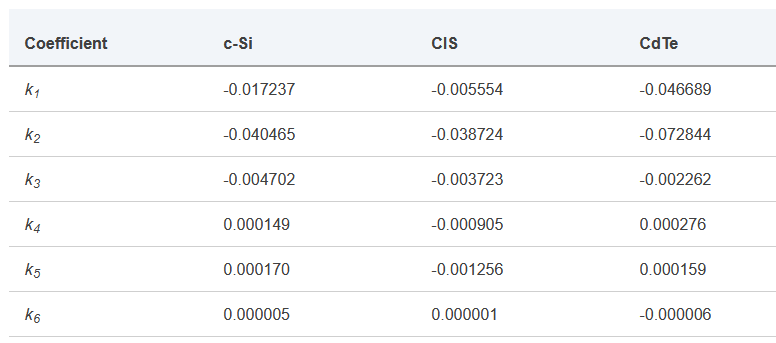 Coefficient c-Si CIS CdTe
k1 -0.017237 -0.005554 -0.046689
k2 -0.040465 -0.038724 -0.072844
k3 -0.004702 -0.003723 -0.002262
k4 0.000149 -0.000905 0.000276
k5 0.000170 -0.001256 0.000159
k6 0.000005 0.000001 -0.000006